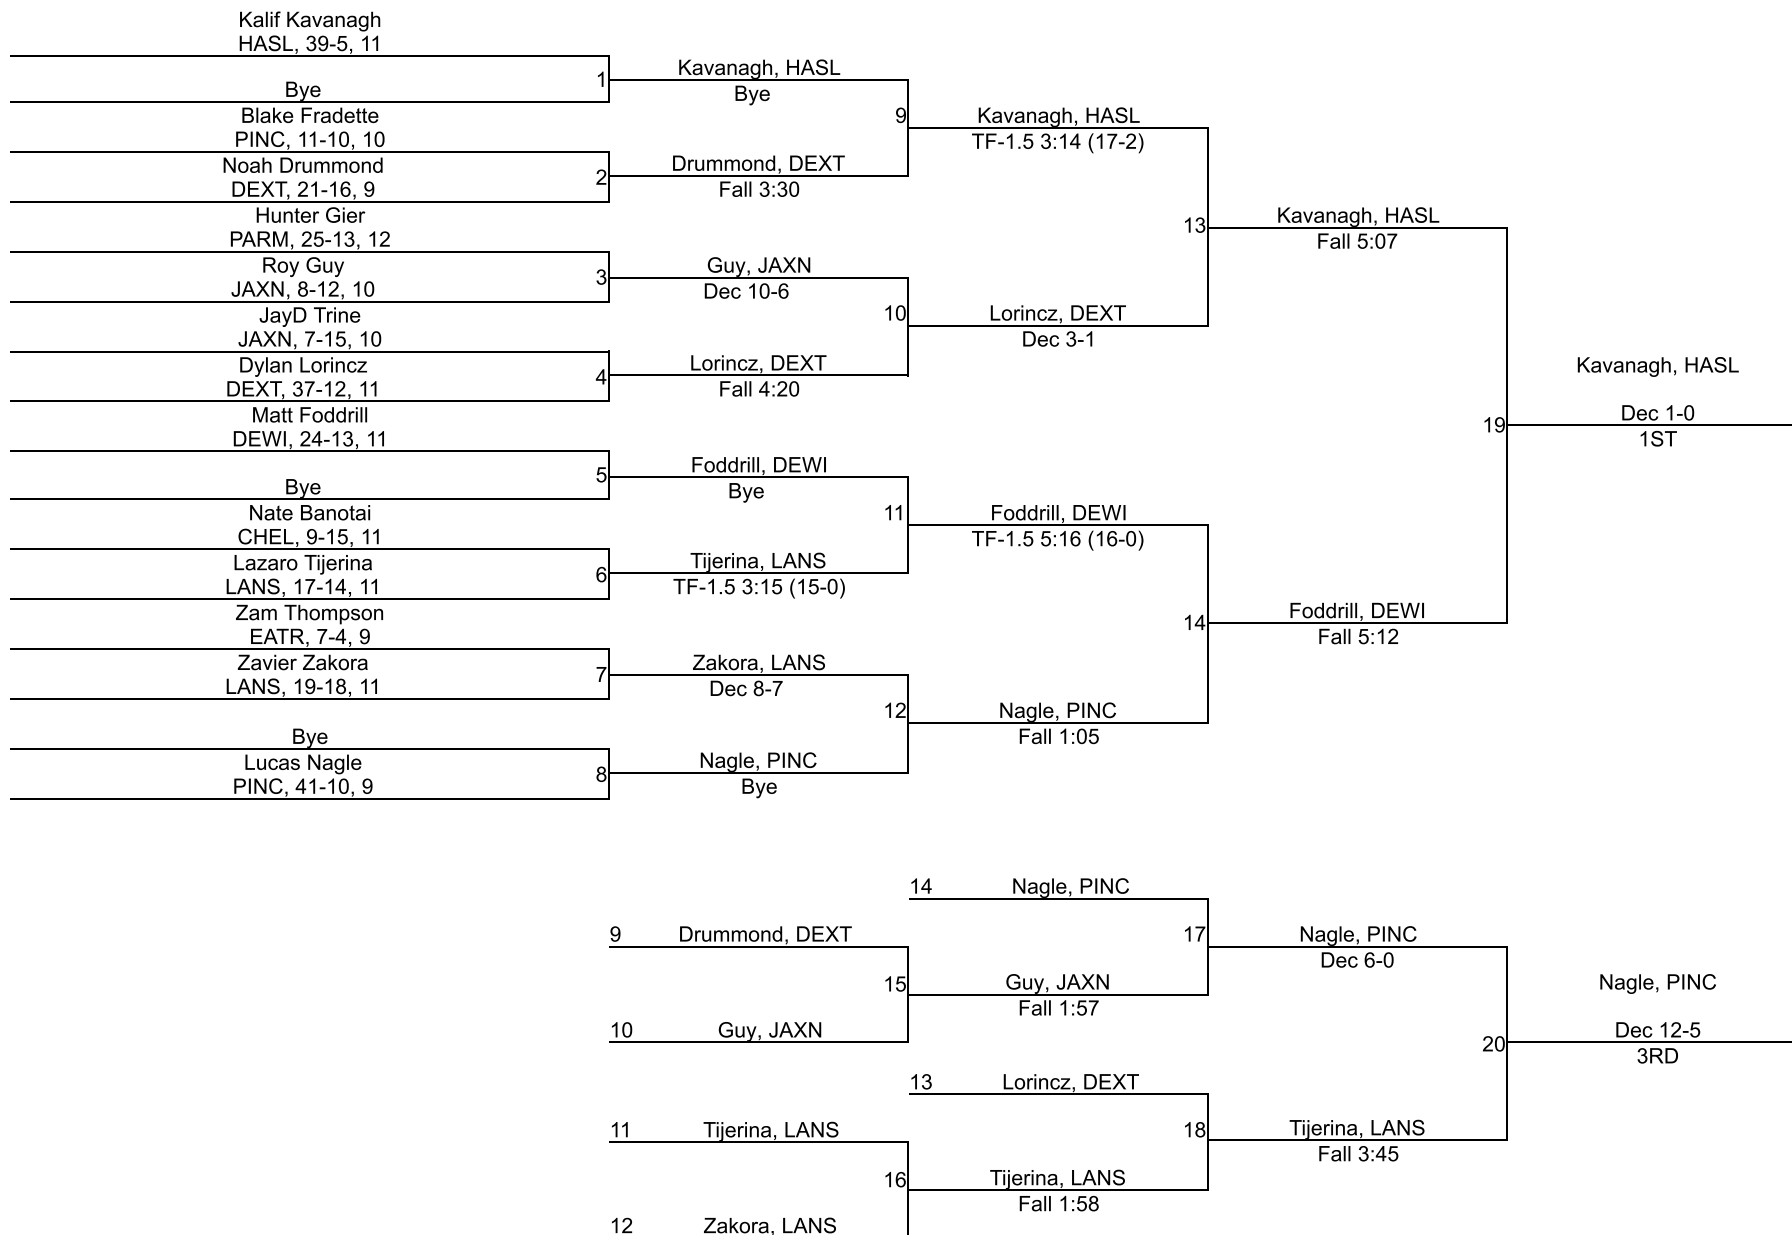 Kalif Kavanagh
HASL, 39-5, 11
Bye
Blake Fradette
PINC, 11-10, 10
Noah Drummond
DEXT, 21-16, 9
Hunter Gier
PARM, 25-13, 12
Roy Guy
JAXN, 8-12, 10
JayD Trine
JAXN, 7-15, 10
Dylan Lorincz
DEXT, 37-12, 11
Matt Foddrill
DEWI, 24-13, 11
Bye
Nate Banotai
CHEL, 9-15, 11
Lazaro Tijerina
LANS, 17-14, 11
Zam Thompson
EATR, 7-4, 9
Zavier Zakora
LANS, 19-18, 11
Bye
Lucas Nagle
PINC, 41-10, 9
1
Kavanagh, HASL
Bye
2
Drummond, DEXT
Fall 3:30
3
Guy, JAXN
Dec 10-6
4
Lorincz, DEXT
Fall 4:20
5
Foddrill, DEWI
Bye
6
Tijerina, LANS
TF-1.5 3:15 (15-0)
7
Zakora, LANS
Dec 8-7
8
Nagle, PINC
Bye
9
Kavanagh, HASL
TF-1.5 3:14 (17-2)
10
Lorincz, DEXT
Dec 3-1
11
Foddrill, DEWI
TF-1.5 5:16 (16-0)
12
Nagle, PINC
Fall 1:05
13
Kavanagh, HASL
Fall 5:07
14
Foddrill, DEWI
Fall 5:12
19
Kavanagh, HASL
Dec 1-0
1ST
14 Nagle, PINC
9 Drummond, DEXT
15
Guy, JAXN
Fall 1:57
10 Guy, JAXN
13 Lorincz, DEXT
11 Tijerina, LANS
16
Tijerina, LANS
Fall 1:58
12 Zakora, LANS
17
Nagle, PINC
Dec 6-0
18
Tijerina, LANS
Fall 3:45
20
Nagle, PINC
Dec 12-5
3RD